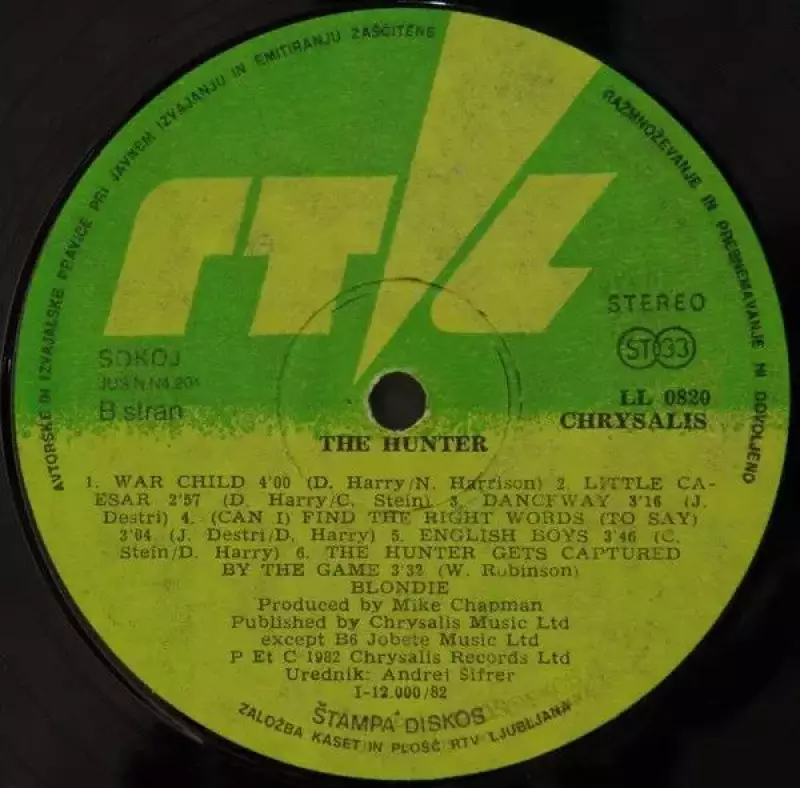 AVTORSKE IN IZVAJALSKE PRAVICE PRI JAVNEM IZVAJANJU IN EMITIRANJU ZAŠČITENE
RAZMNOŽEVANJE IN PRESNEMAVANJE NI DOVOLJENO
RTL
STEREO
SOKOJ
ST 33
JUS N.N4.201
LL 0820
B stran
CHRYSALIS
THE HUNTER
1. WAR CHILD 4'00 (D. Harry/N. Harrison) 2. LITTLE CA-
ESAR 2'57 (D. Harry/C. Stein) 3. DANCEWAY 3'16 (J.
Destri) 4. (CAN I) FIND THE RIGHT WORDS (TO SAY)
3'04 (J. Destri/D. Harry) 5. ENGLISH BOYS 3'46 (C.
Stein/D. Harry) 6. THE HUNTER GETS CAPTURED
BY THE GAME 3'32 (W. Robinson)
BLONDIE
Produced by Mike Chapman
Published by Chrysalis Music Ltd
except B6 Jobete Music Ltd
P Et C 1982 Chrysalis Records Ltd
Urednik: Andrej Šifrer
I-12.000/82
ŠTAMPA DISKOS
ZALOŽBA KASET IN PLOŠČ RTV LJUBLJANA